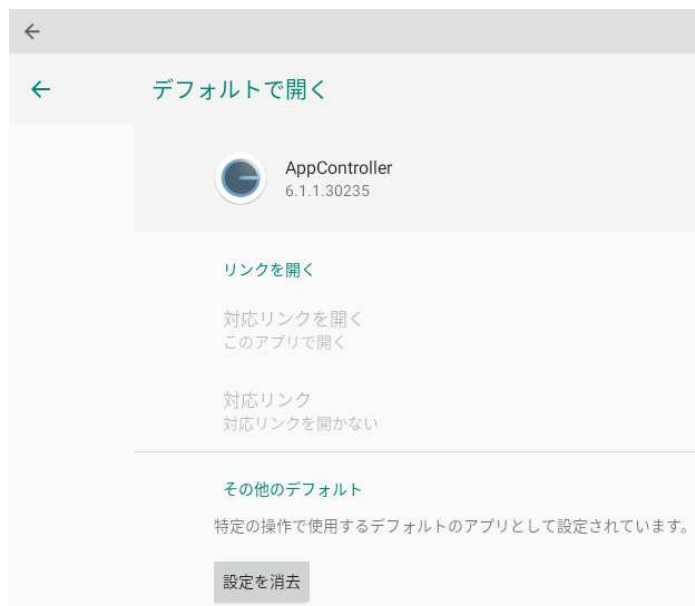 デフォルトで開く
AppController
6.1.1.30235
リンクを開く
対応リンクを開く
このアプリで開く
対応リンク
対応リンクを開かない
その他のデフォルト
特定の操作で使用するデフォルトのアプリとして設定されています。
設定を消去